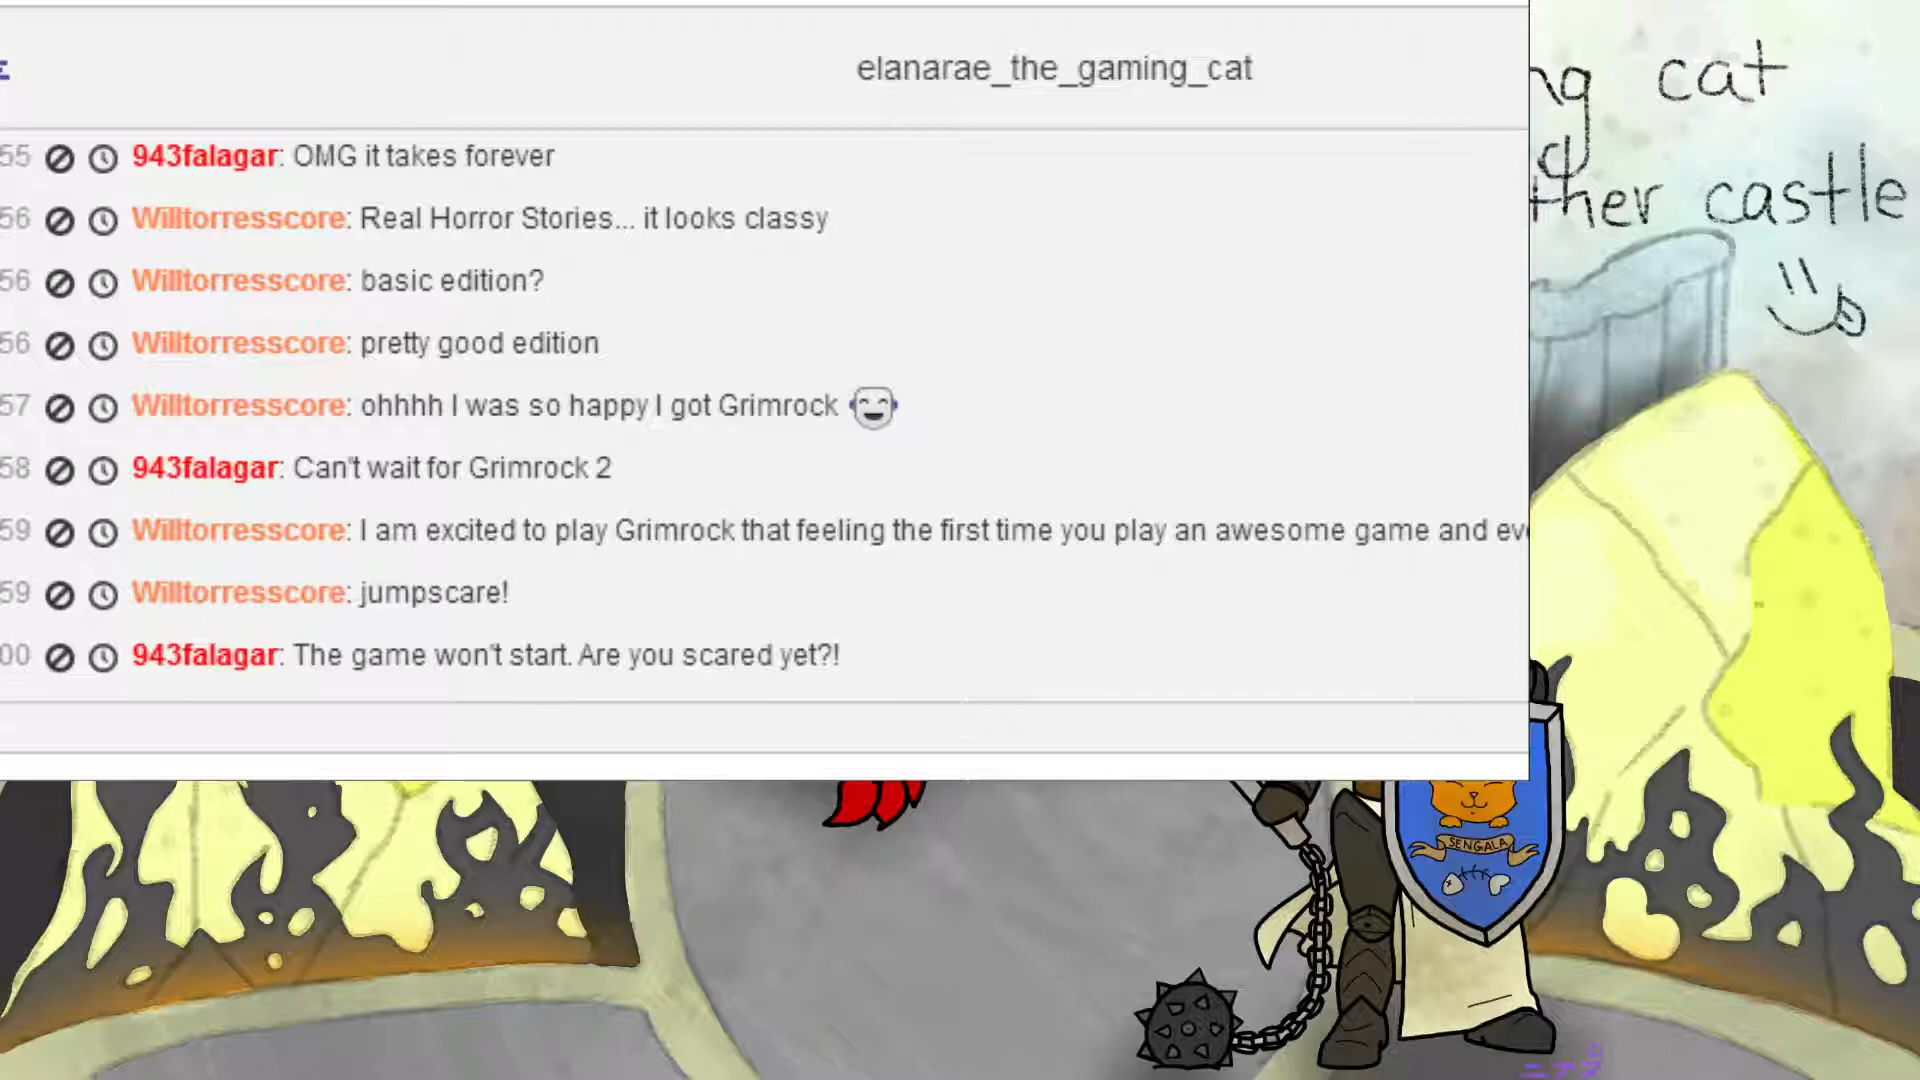 elanarae_the_gaming_cat
55 943falagar: OMG it takes forever
56 Willtorresscore: Real Horror Stories... it looks classy
56 Willtorresscore: basic edition?
56 Willtorresscore: pretty good edition
57 Willtorresscore: ohhhh I was so happy I got Grimrock
58 943falagar: Can't wait for Grimrock 2
59 Willtorresscore: I am excited to play Grimrock that feeling the first time you play an awesome game and
59 Willtorresscore: jumpscare!
00 943falagar: The game won't start. Are you scared yet?!
cat
castle
SENGALA